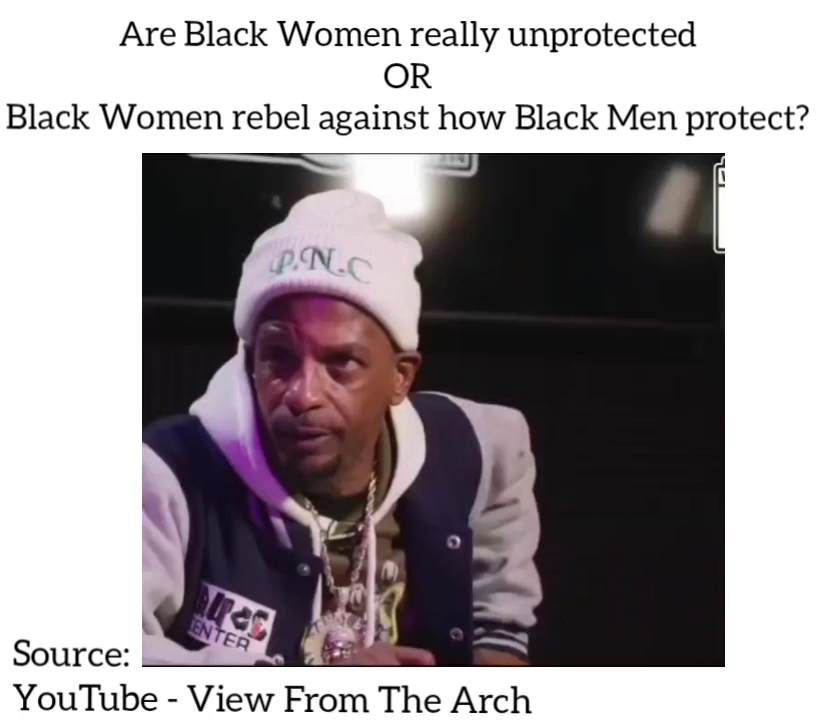 Are Black Women really unprotected
OR
Black Women rebel against how Black Men protect?
P.N.C
ENTER
Source:
YouTube - View From The Arch